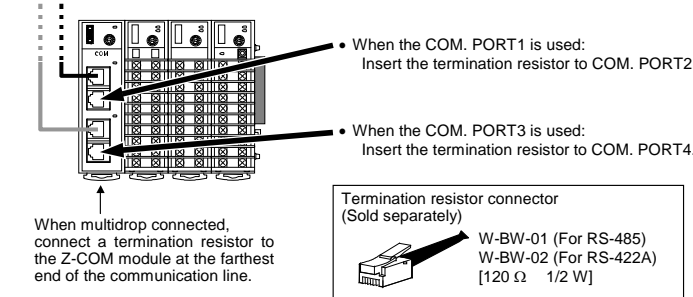 COM
• When the COM. PORT1 is used:
Insert the termination resistor to COM. PORT2
• When the COM. PORT3 is used:
Insert the termination resistor to COM. PORT4
When multidrop connected,
connect a termination resistor to
the Z-COM module at the farthest
end of the communication line.
Termination resistor connector
(Sold separately)
W-BW-01 (For RS-485)
W-BW-02 (For RS-422A)
[120 Ω 1/2 W]